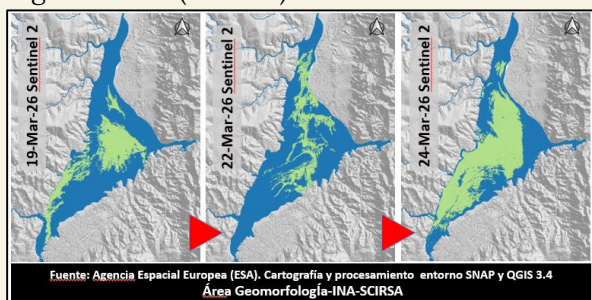 19-Mar-26 Sentinel 2
22-Mar-26 Sentinel 2
24-Mar-26 Sentinel 2
Fuente: Agencia Espacial Europea (ESA). Cartografía y procesamiento entorno SNAP y QGIS 3.4
Área Geomorfología-INA-SCIRSA